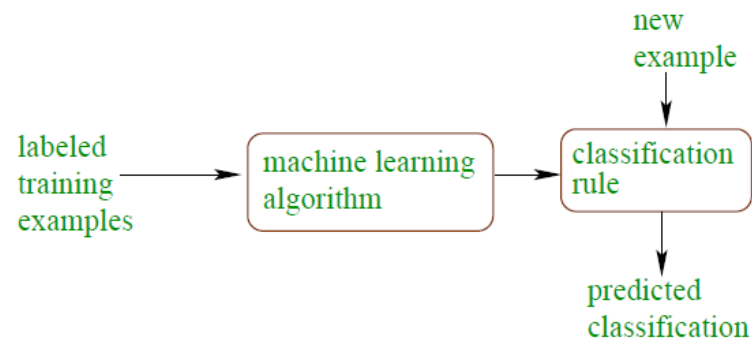 new
example
labeled
training
examples
machine learning
algorithm
classification
rule
predicted
classification